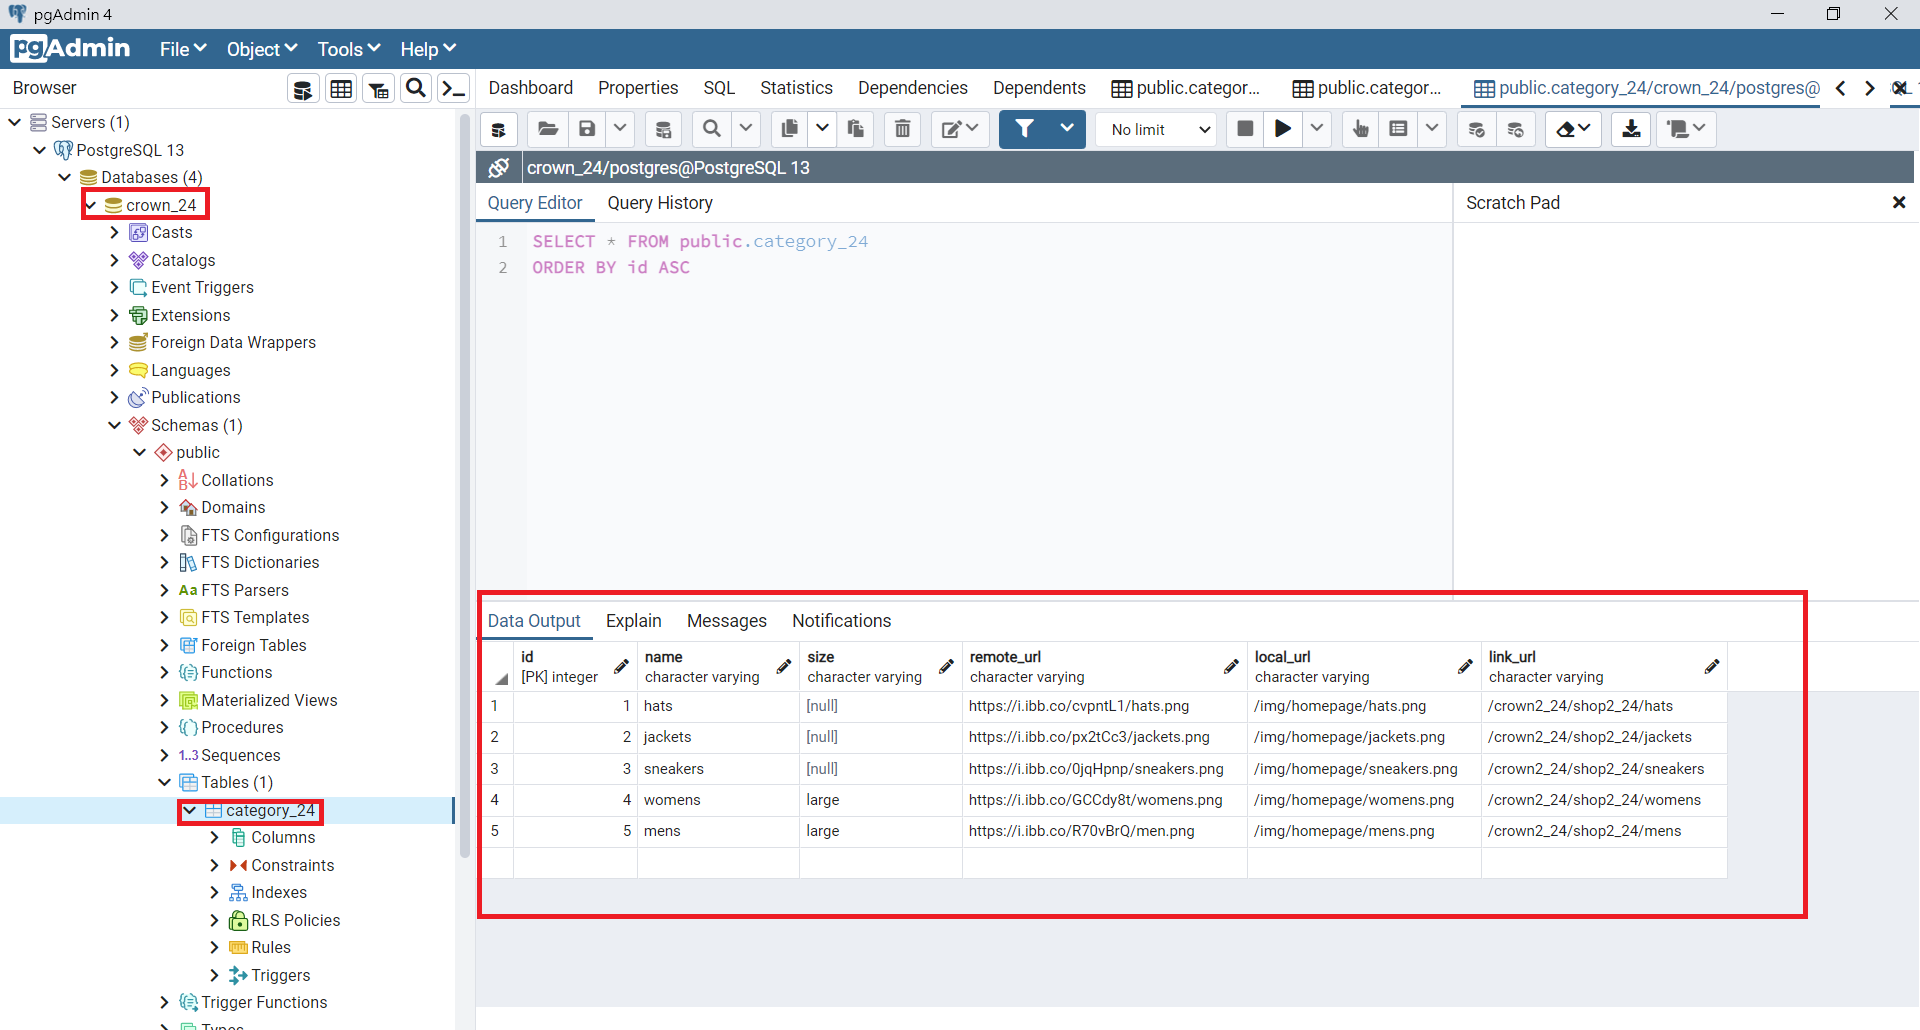 pgAdmin 4
pgAdmin File Object Tools Help
Browser
Dashboard Properties SQL Statistics Dependencies Dependents public.categor... public.categor... public.category_24/crown_24/postgres@
No limit
crown_24/postgres@PostgreSQL 13
Query Editor Query History
Scratch Pad
1 SELECT * FROM public.category_24
2 ORDER BY id ASC
Servers (1)
PostgreSQL 13
Databases (4)
crown_24
Casts
Catalogs
Event Triggers
Extensions
Foreign Data Wrappers
Languages
Publications
Schemas (1)
public
Collations
Domains
FTS Configurations
FTS Dictionaries
Aa FTS Parsers
FTS Templates
Foreign Tables
Functions
Materialized Views
Procedures
1..3 Sequences
Tables (1)
category_24
Columns
Constraints
Indexes
RLS Policies
Rules
Triggers
Trigger Functions
Types
Data Output Explain Messages Notifications
id name size remote_url local_url link_url
[PK] integer character varying character varying character varying character varying character varying
1 1 hats [null] https://i.ibb.co/cvpntL1/hats.png /img/homepage/hats.png /crown2_24/shop2_24/hats
2 2 jackets [null] https://i.ibb.co/px2tCc3/jackets.png /img/homepage/jackets.png /crown2_24/shop2_24/jackets
3 3 sneakers [null] https://i.ibb.co/0jqHpnp/sneakers.png /img/homepage/sneakers.png /crown2_24/shop2_24/sneakers
4 4 womens large https://i.ibb.co/GCCdy8t/womens.png /img/homepage/womens.png /crown2_24/shop2_24/womens
5 5 mens large https://i.ibb.co/R70vBrQ/men.png /img/homepage/mens.png /crown2_24/shop2_24/mens